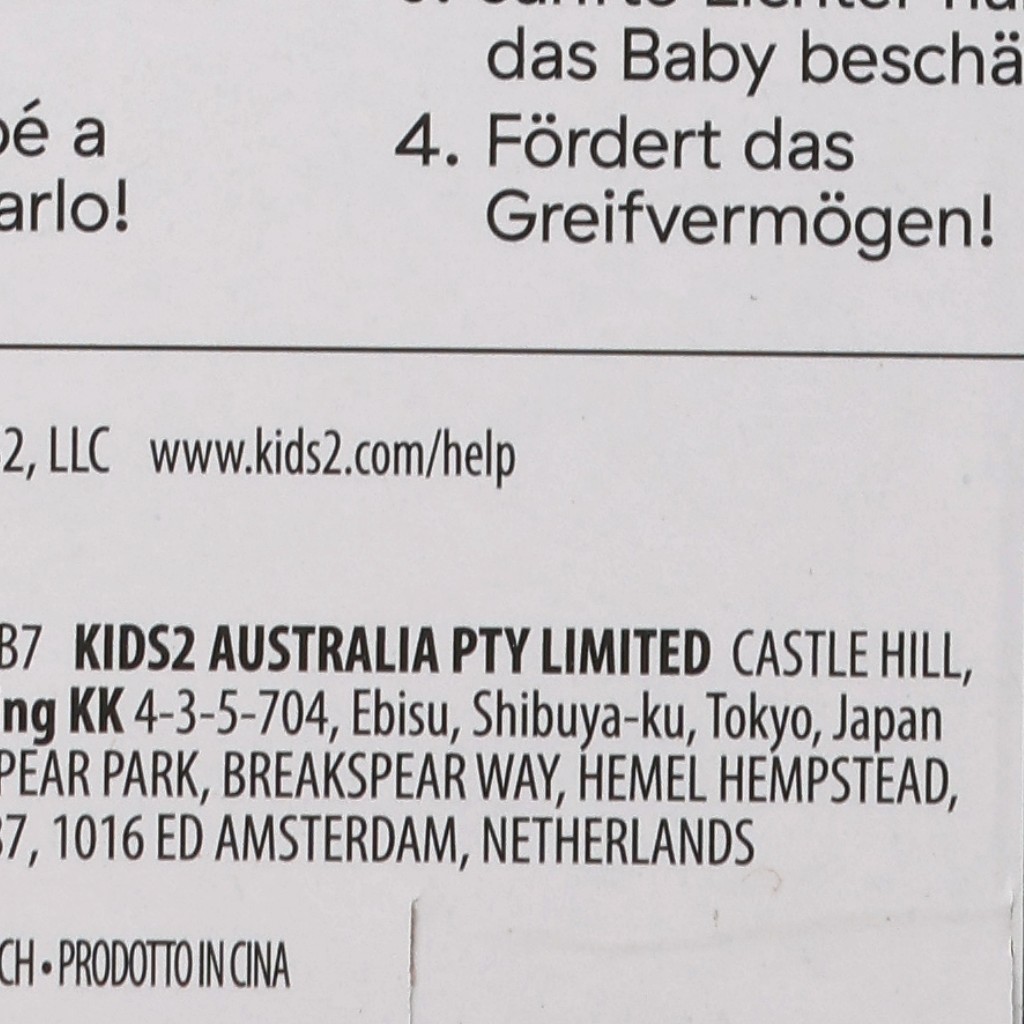 das Baby beschä
é a
4. Fördert das
arlo!
Greifvermögen!
2, LLC www.kids2.com/help
B7 KIDS2 AUSTRALIA PTY LIMITED CASTLE HILL,
ng KK 4-3-5-704, Ebisu, Shibuya-ku, Tokyo, Japan
PEAR PARK, BREAKSPEAR WAY, HEMEL HEMPSTEAD,
37, 1016 ED AMSTERDAM, NETHERLANDS
CH • PRODOTTO IN CINA